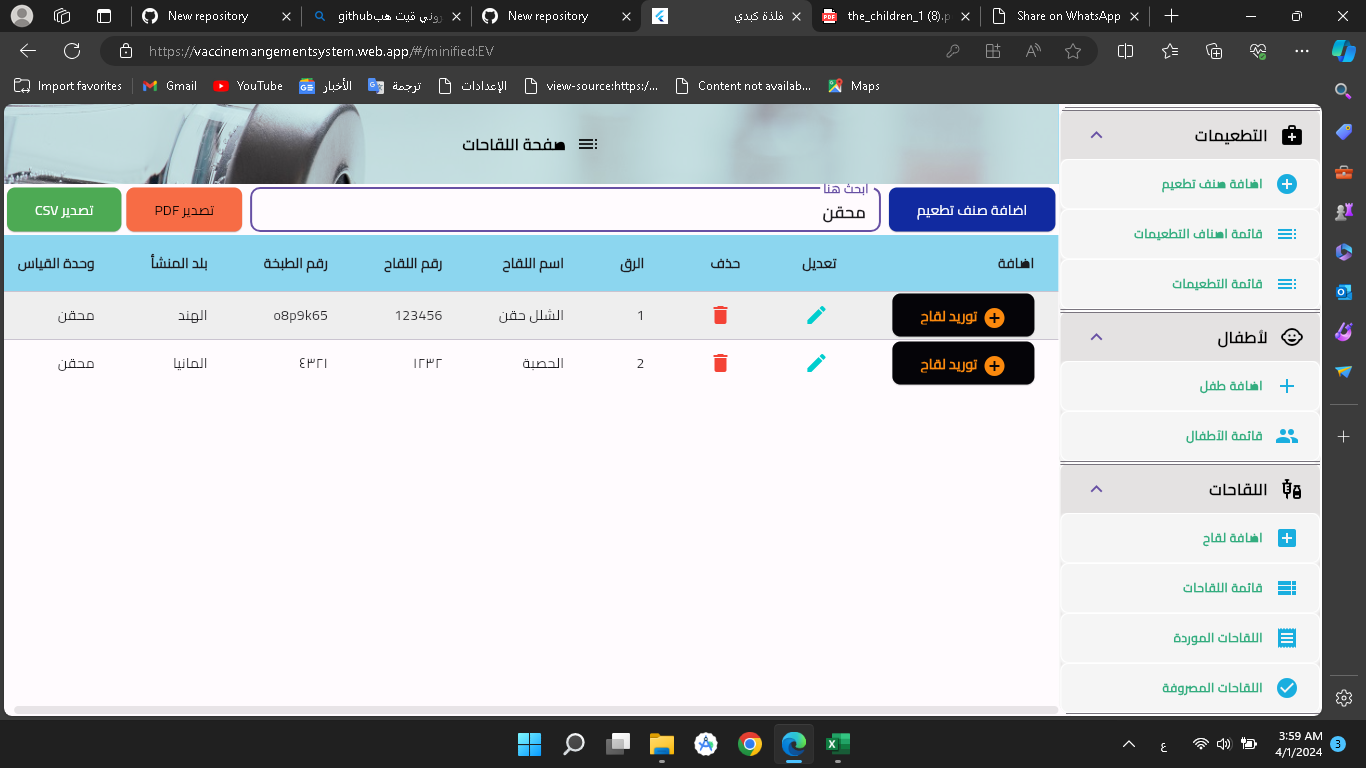 New repository
githubروني قيت هب
New repository
فلذة كبدي
the_children_1 (8).p
Share on WhatsApp
https://vaccinemangementsystem.web.app/#/minified:EV
Import favorites
Gmail
YouTube
الأخبار
ترجمة
الإعدادات
view-source:https:/...
Content not availab...
Maps
صفحة اللقاحات
اضافة صنف تطعيم
ابحث هنا
محقن
تصدير PDF
تصدير CSV
اضافة تعديل حذف الرق اسم اللقاح رقم اللقاح رقم الطبخة بلد المنشأ وحدة القياس
توريد لقاح 1 الشلل حقن 123456 o8p9k65 الهند محقن
توريد لقاح 2 الحصبة ١٢٣٢ ٤٣٢١ المانيا محقن
التطعيمات
اضافة صنف تطعيم
قائمة اصناف التطعيمات
قائمة التطعيمات
لأطفال
اضافة طفل
قائمة الآطفال
اللقاحات
اضافة لقاح
قائمة اللقاحات
اللقاحات الموردة
اللقاحات المصروفة
ع
3:59 AM
4/1/2024
3